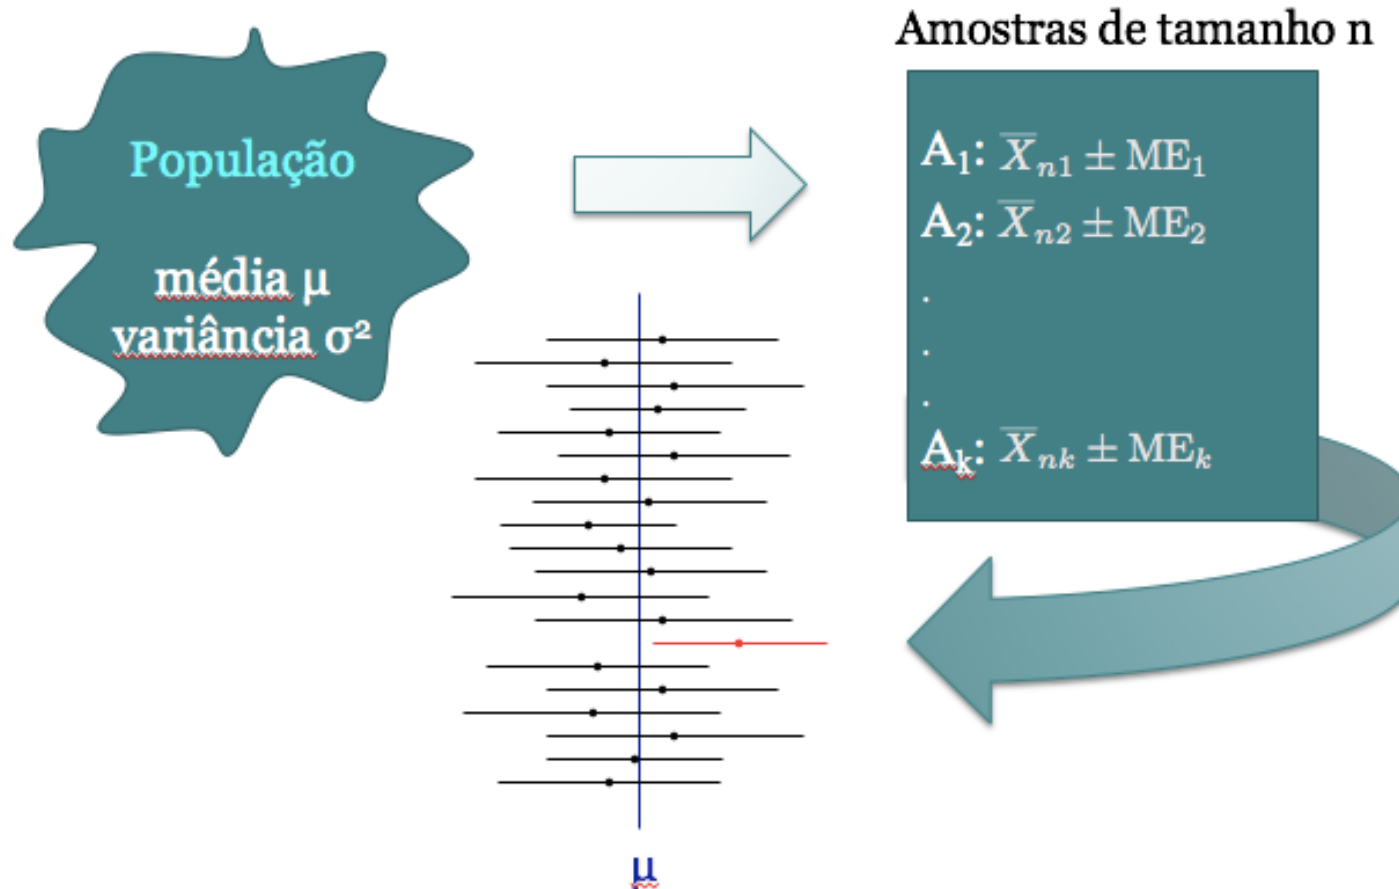 População
média μ
variância σ²
Amostras de tamanho n
A₁: X̅ₙ₁ ± ME₁
A₂: X̅ₙ₂ ± ME₂
.
.
.
Aₖ: X̅ₙₖ ± MEₖ
μ